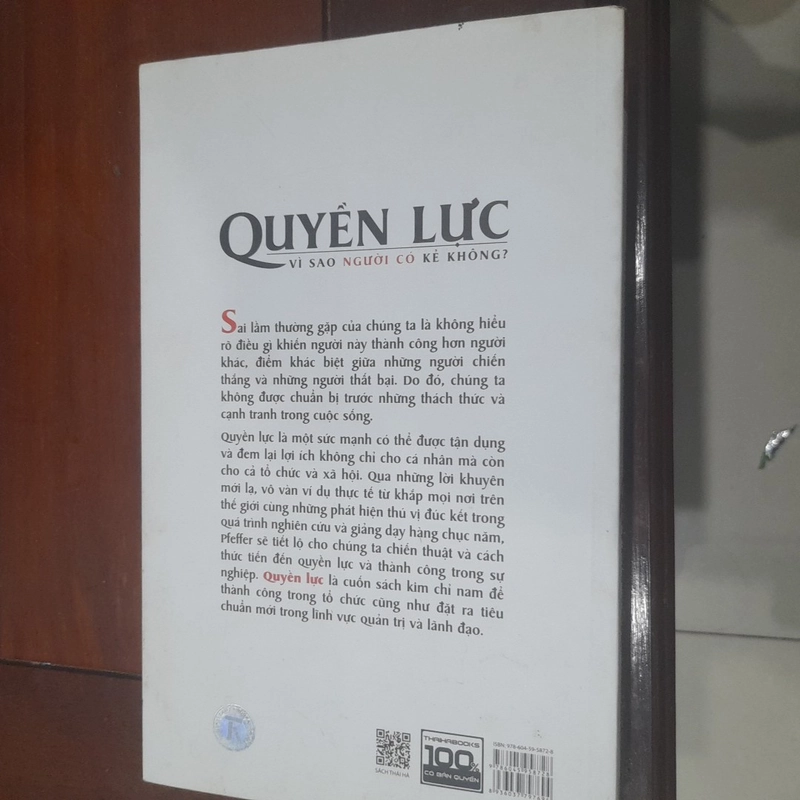 QUYỀN LỰC
VÌ SAO NGƯỜI CÓ KẺ KHÔNG?
Sai lầm thường gặp của chúng ta là không hiểu
rõ điều gì khiến người này thành công hơn người
khác, điểm khác biệt giữa những người chiến
thắng và những người thất bại. Do đó, chúng ta
không được chuẩn bị trước những thách thức và
cạnh tranh trong cuộc sống.
Quyền lực là một sức mạnh có thể được tận dụng
và đem lại lợi ích không chỉ cho cá nhân mà còn
cho cả tổ chức và xã hội. Qua những lời khuyên
mới lạ, vô vàn ví dụ thực tế từ khắp mọi nơi trên
thế giới cùng những phát hiện thú vị đúc kết trong
quá trình nghiên cứu và giảng dạy hàng chục năm,
Pfeffer sẽ tiết lộ cho chúng ta chiến thuật và cách
thức tiến đến quyền lực và thành công trong sự
nghiệp. Quyền lực là cuốn sách kim chỉ nam để
thành công trong tổ chức cũng như đặt ra tiêu
chuẩn mới trong lĩnh vực quản trị và lãnh đạo.
SÁCH THÁI HÀ
THAIHABOOKS
100%
CÓ BẢN QUYỀN
ISBN: 978-604-59-5872-8